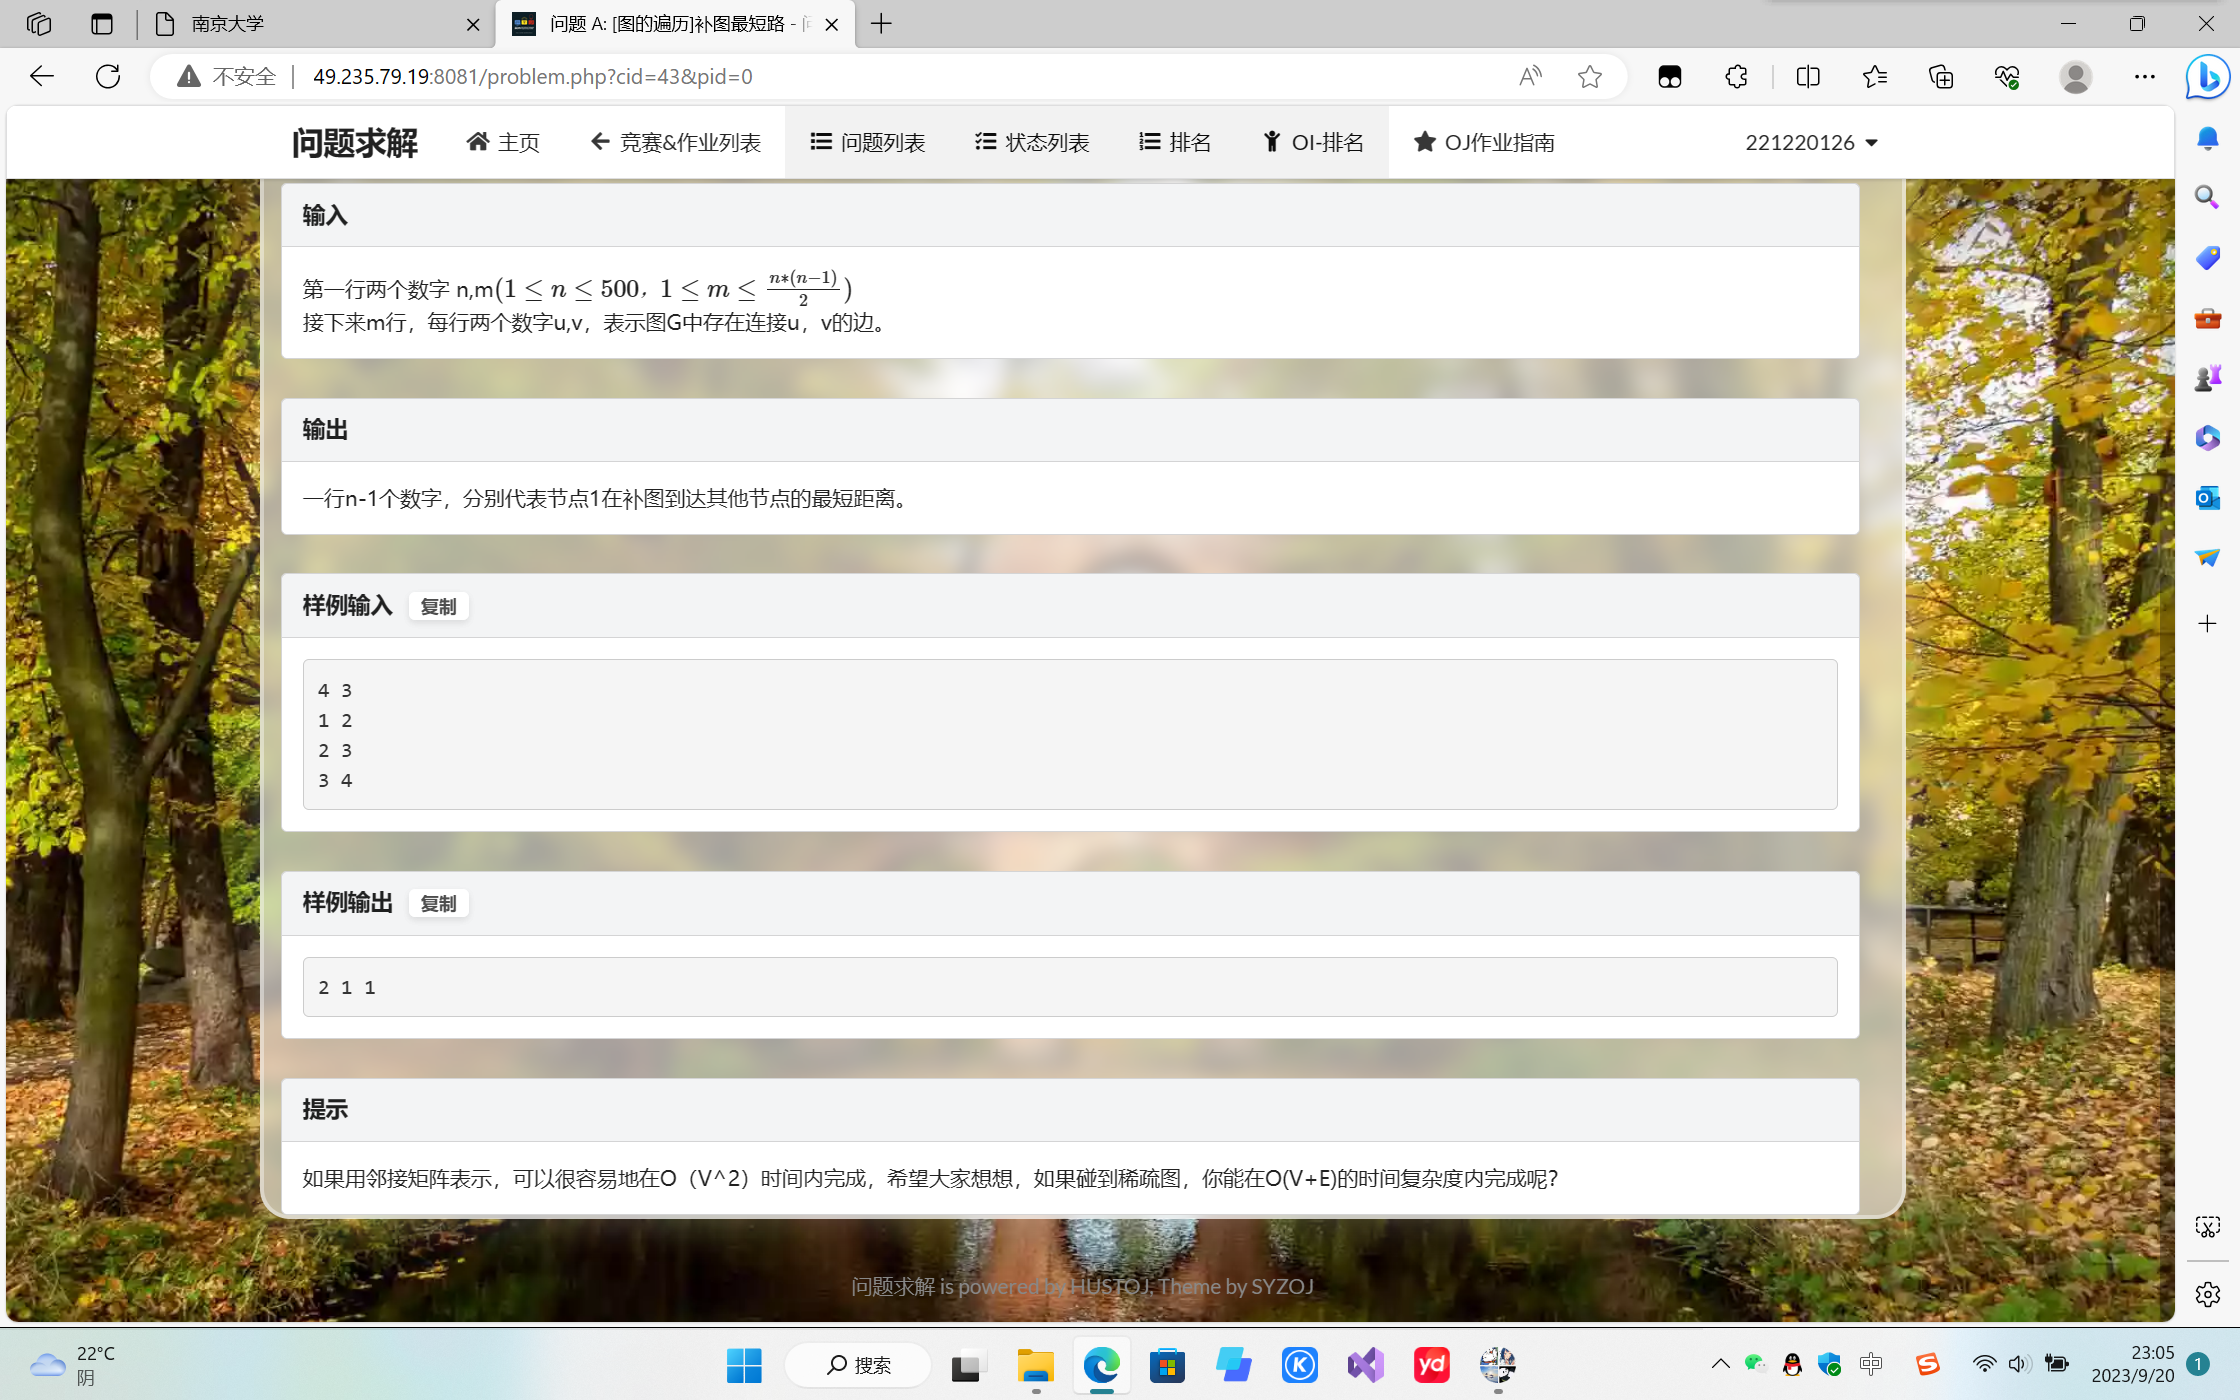 南京大学
问题 A: [图的遍历]补图最短路 - 问
不安全
49.235.79.19:8081/problem.php?cid=43&pid=0
问题求解
主页
竞赛&作业列表
问题列表
状态列表
排名
OI-排名
OJ作业指南
221220126
输入
第一行两个数字 n,m(1 ≤ n ≤ 500，1 ≤ m ≤ n*(n−1)/2)
接下来m行，每行两个数字u,v，表示图G中存在连接u，v的边。
输出
一行n-1个数字，分别代表节点1在补图到达其他节点的最短距离。
样例输入 复制
4 3
1 2
2 3
3 4
样例输出 复制
2 1 1
提示
如果用邻接矩阵表示，可以很容易地在O（V^2）时间内完成，希望大家想想，如果碰到稀疏图，你能在O(V+E)的时间复杂度内完成呢?
问题求解 is powered by HUSTOJ, Theme by SYZOJ
22°C
阴
搜索
yd
中
23:05
2023/9/20
1